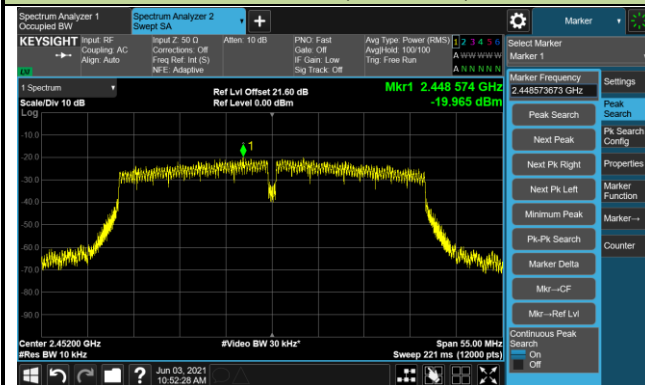 Spectrum Analyzer 1
Occupied BW
Spectrum Analyzer 2
Swept SA
+
Marker
KEYSIGHT
Input: RF
Coupling: AC
Align: Auto
Input Z: 50 Ω
Corrections: Off
Freq Ref: Int (S)
NFE: Adaptive
Atten: 10 dB
PNO: Fast
Gate: Off
IF Gain: Low
Sig Track: Off
Avg Type: Power (RMS)
Avg|Hold: 100/100
Trig: Free Run
1 2 3 4 5 6
A W W W W W
A N N N N N
LXI
Select Marker
Marker 1
1 Spectrum
Scale/Div 10 dB
Log
Ref Lvl Offset 21.60 dB
Ref Level 0.00 dBm
Mkr1 2.448 574 GHz
-19.965 dBm
1
-10.0
-20.0
-30.0
-40.0
-50.0
-60.0
-70.0
-80.0
-90.0
Center 2.45200 GHz
#Res BW 10 kHz
#Video BW 30 kHz*
Span 55.00 MHz
Sweep 221 ms (12000 pts)
Marker Frequency
2.448573673 GHz
Peak Search
Next Peak
Next Pk Right
Next Pk Left
Minimum Peak
Pk-Pk Search
Marker Delta
Mkr→CF
Mkr→Ref Lvl
Continuous Peak
Search
On
Off
Settings
Peak
Search
Pk Search
Config
Properties
Marker
Function
Marker→
Counter
?
Jun 03, 2021
10:52:28 AM